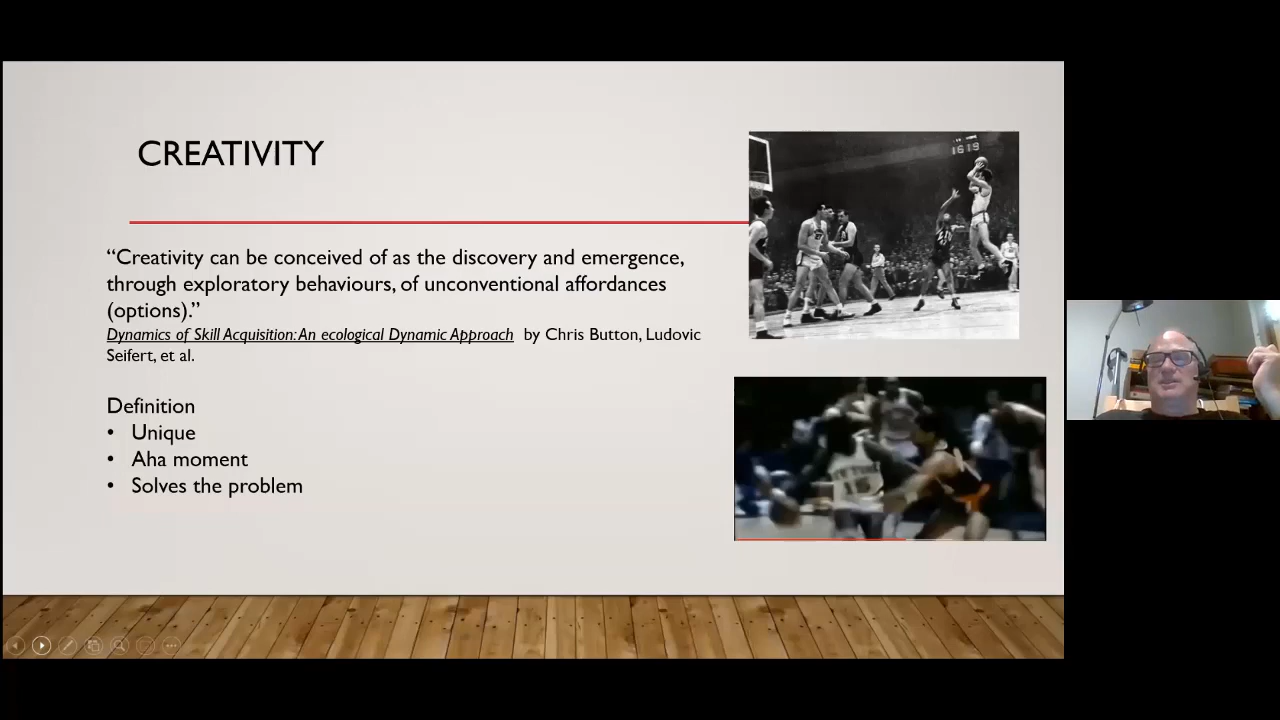 CREATIVITY
“Creativity can be conceived of as the discovery and emergence,
through exploratory behaviours, of unconventional affordances
(options).”
Dynamics of Skill Acquisition: An ecological Dynamic Approach by Chris Button, Ludovic
Seifert, et al.
Definition
• Unique
• Aha moment
• Solves the problem
1619